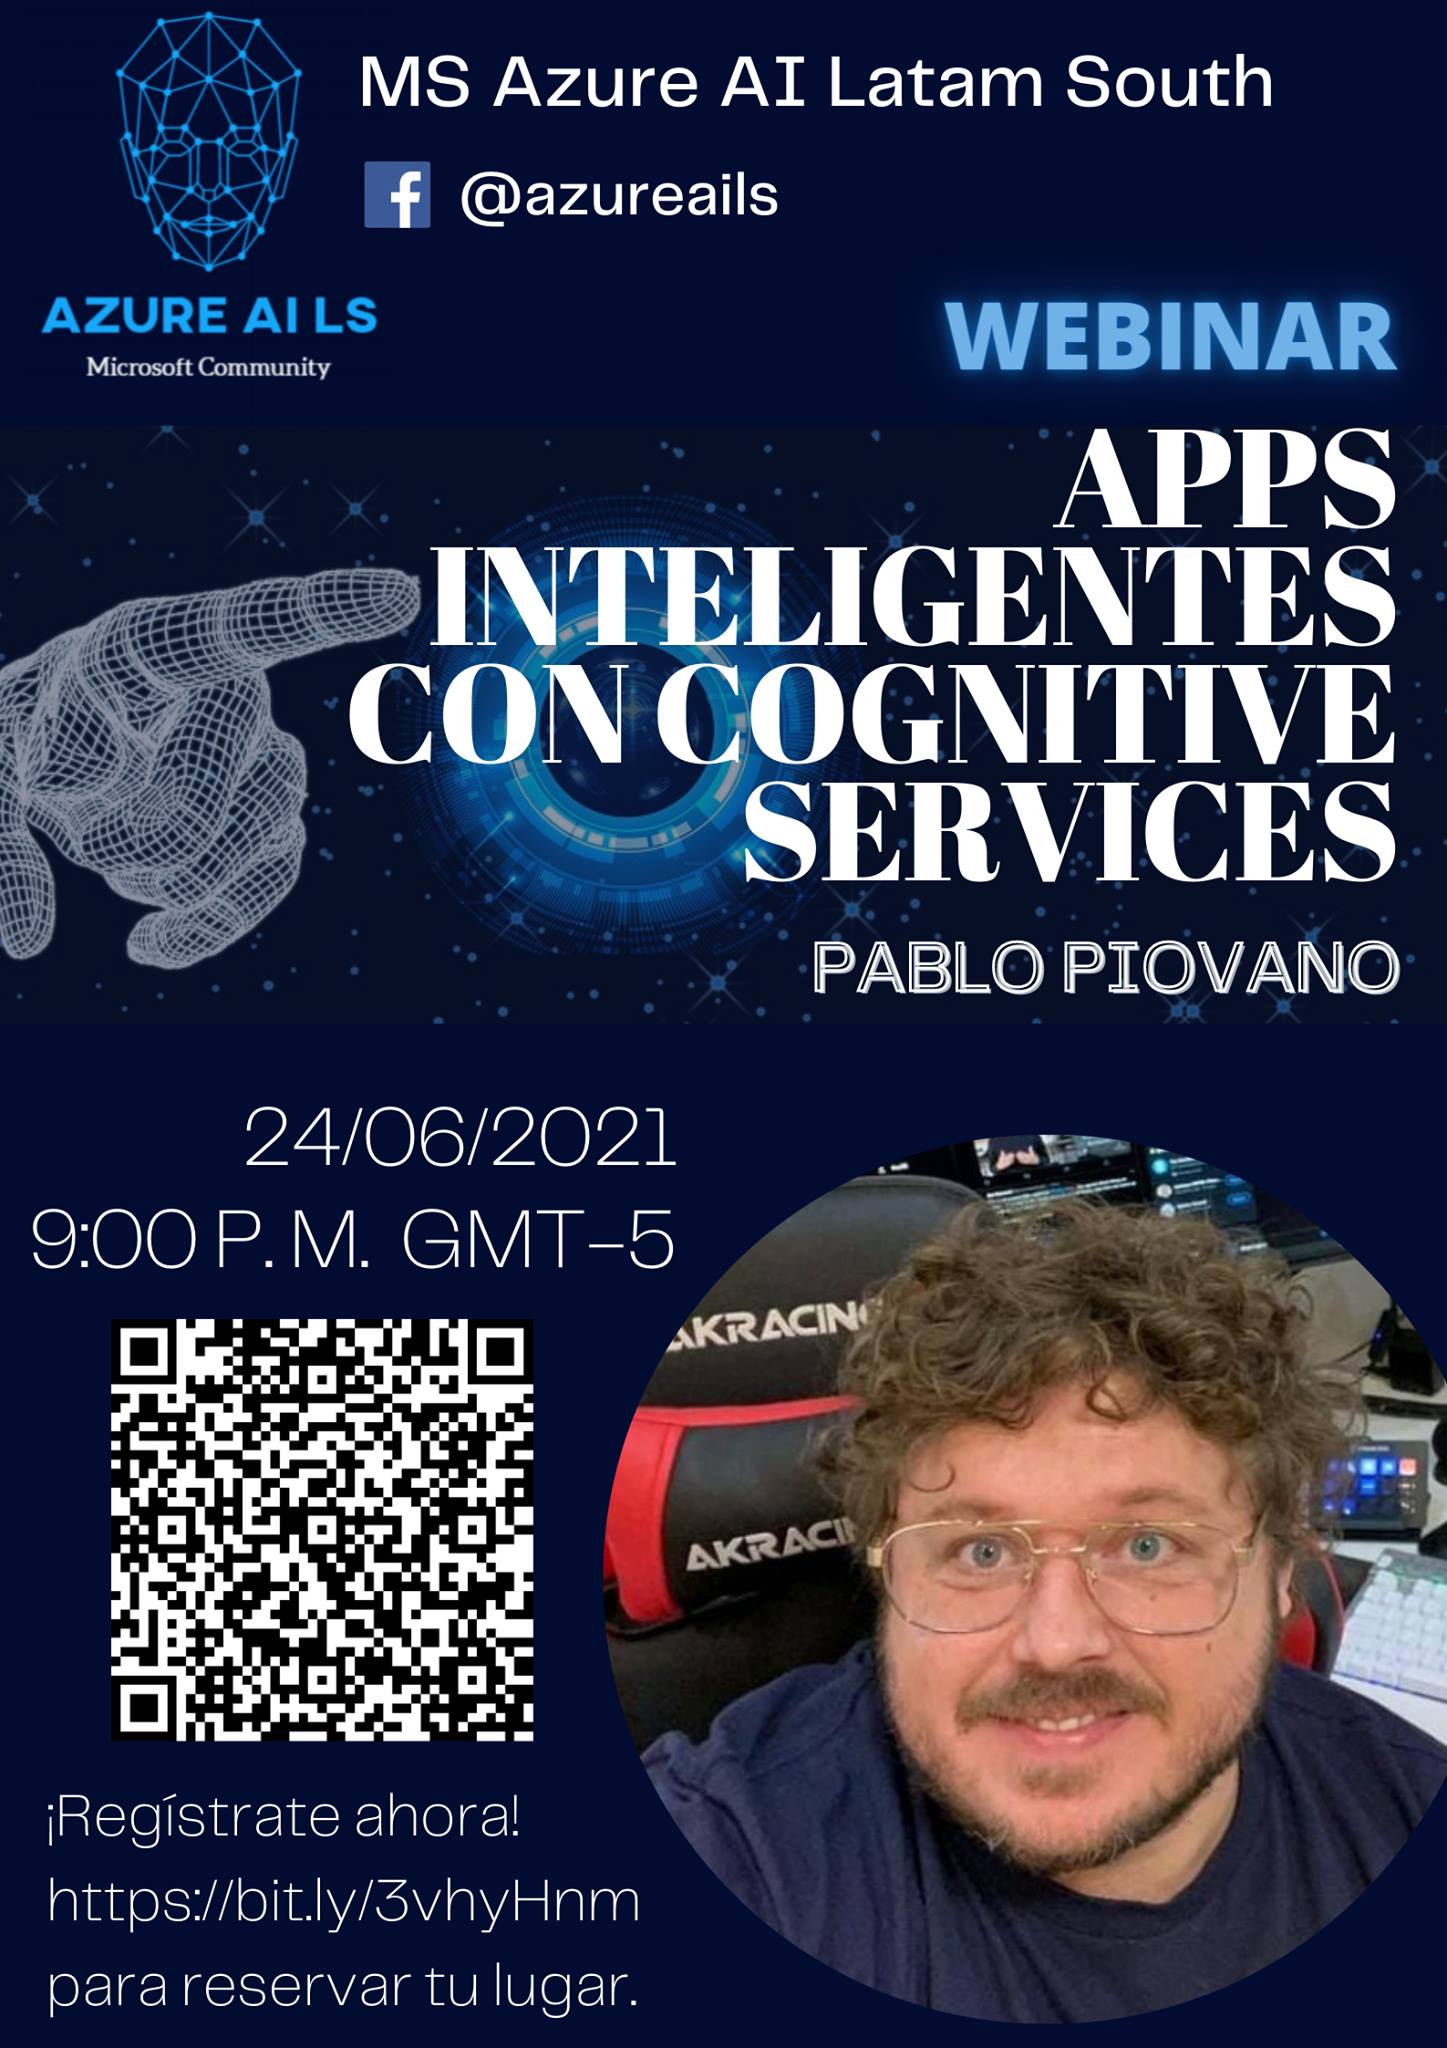 MS Azure AI Latam South
@azureails
AZURE AI LS
Microsoft Community
WEBINAR
APPS
INTELIGENTES
CON COGNITIVE
SERVICES
PABLO PIOVANO
24/06/2021
9:00 P. M. GMT-5
AKRACING
AKRACI
¡Regístrate ahora!
https://bit.ly/3vhyHnm
para reservar tu lugar.